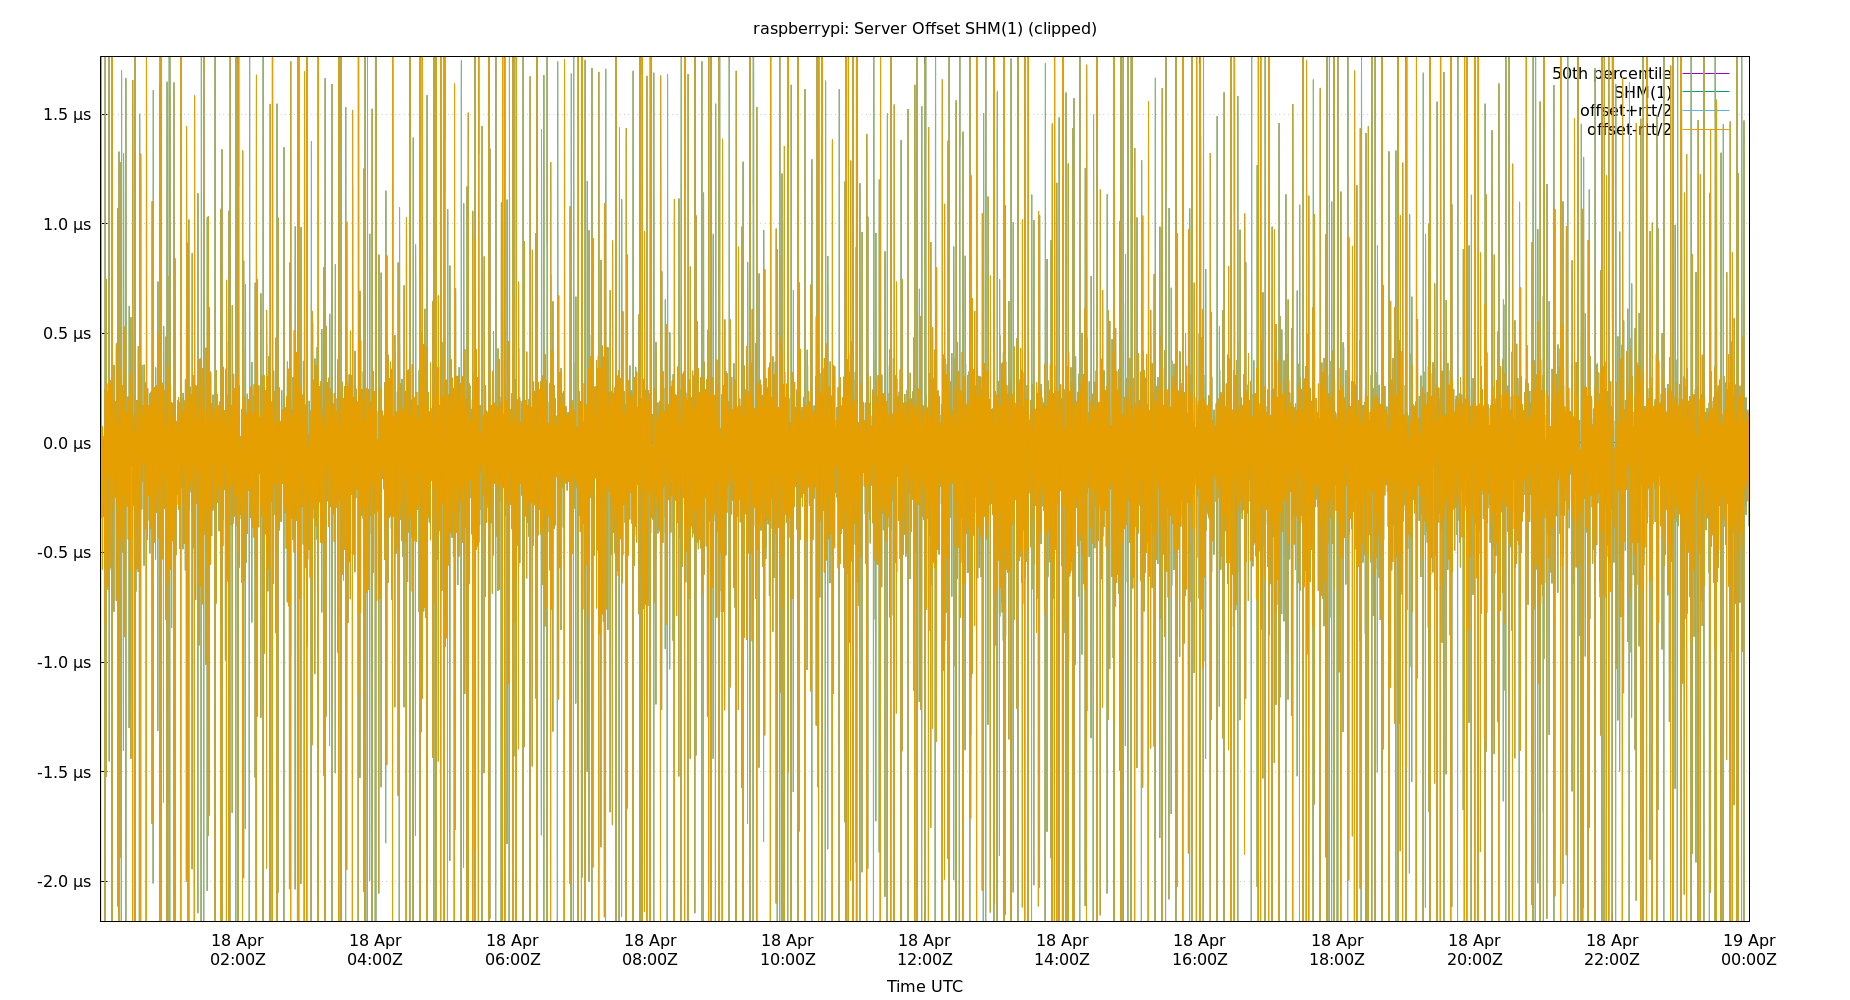 raspberrypi: Server Offset SHM(1) (clipped)
50th percentile
SHM(1)
offset+rtt/2
offset-rtt/2
1.5 µs
1.0 µs
0.5 µs
0.0 µs
-0.5 µs
-1.0 µs
-1.5 µs
-2.0 µs
18 Apr 18 Apr 18 Apr 18 Apr 18 Apr 18 Apr 18 Apr 18 Apr 18 Apr 18 Apr 18 Apr 19 Apr
02:00Z 04:00Z 06:00Z 08:00Z 10:00Z 12:00Z 14:00Z 16:00Z 18:00Z 20:00Z 22:00Z 00:00Z
Time UTC